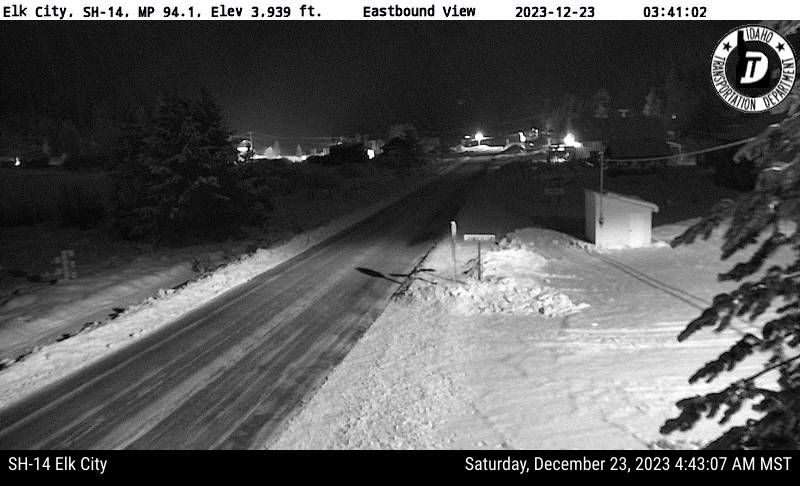 Elk City, SH-14, MP 94.1, Elev 3,939 ft. Eastbound View 2023-12-23 03:41:02
IDAHO
TRANSPORTATION DEPARTMENT
SH-14 Elk City Saturday, December 23, 2023 4:43:07 AM MST